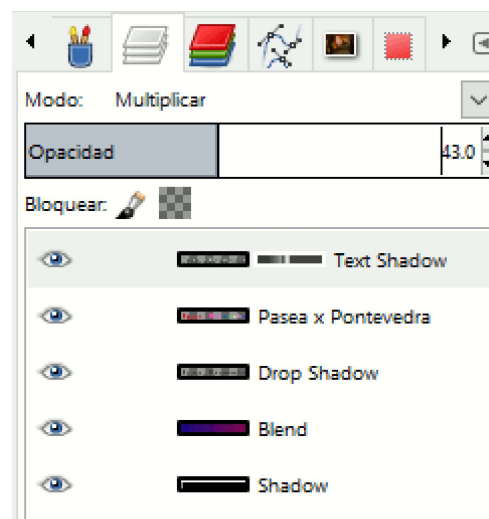 Modo: Multiplicar
Opacidad 43.0
Bloquear:
Text Shadow
Pasea x Pontevedra
Drop Shadow
Blend
Shadow